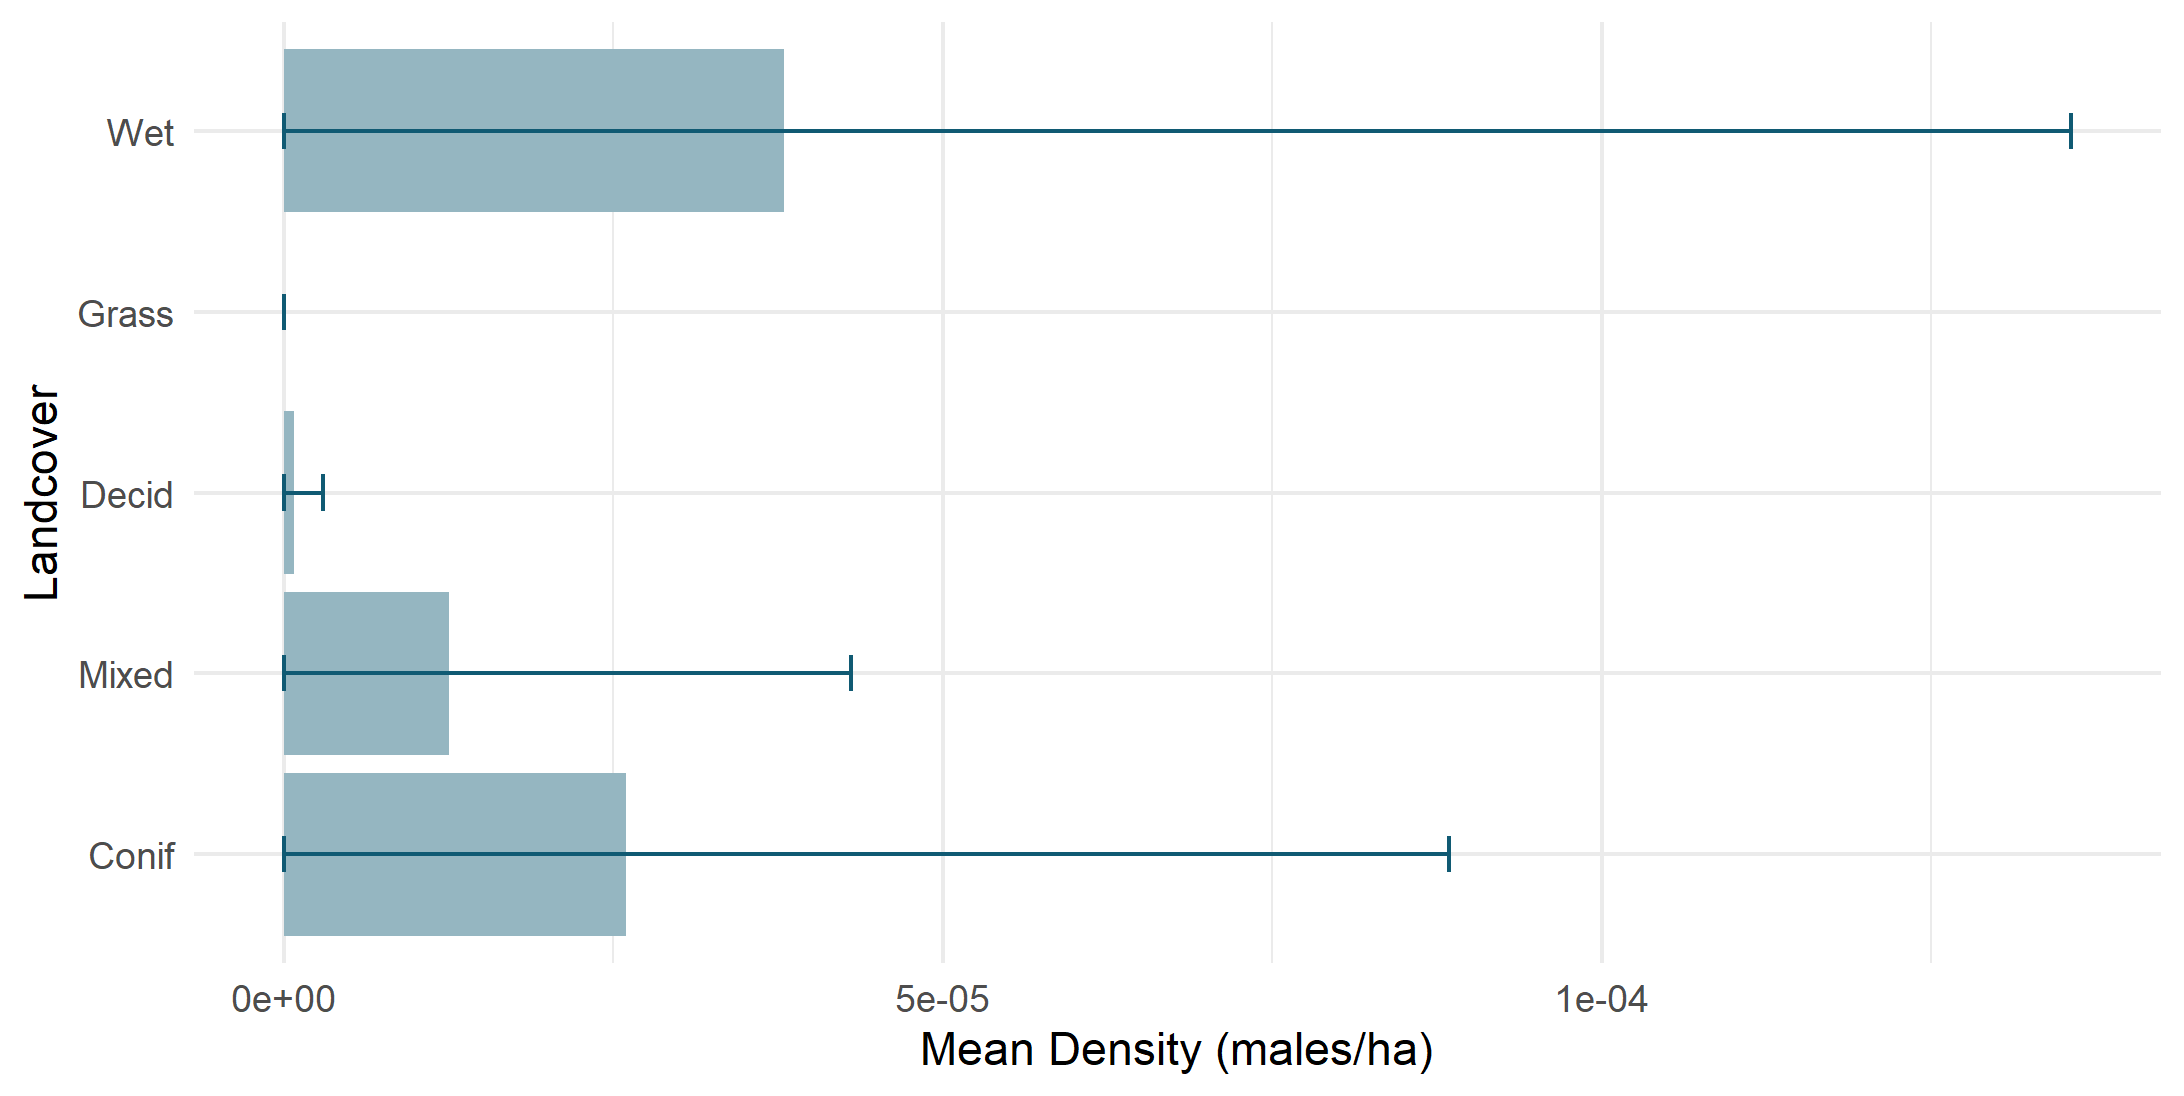 Landcover
Wet
Grass
Decid
Mixed
Conif
0e+00 5e-05 1e-04
Mean Density (males/ha)